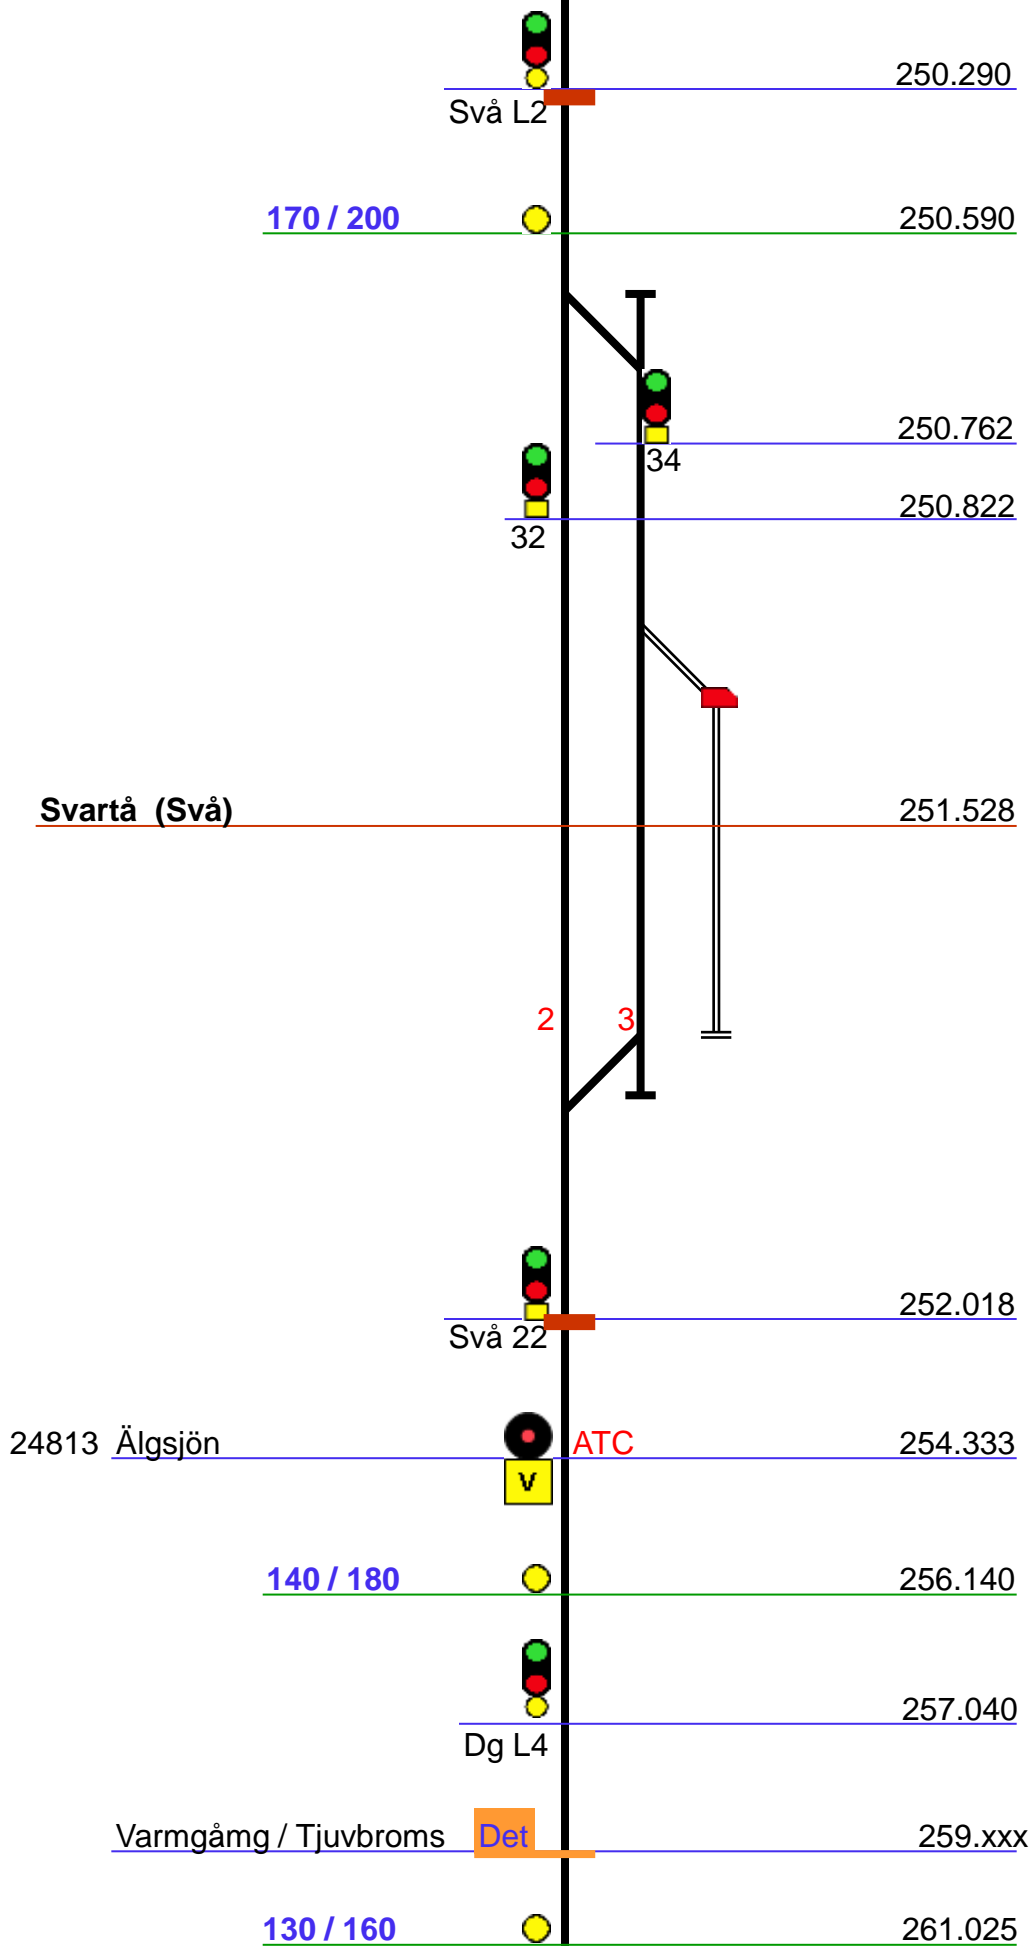 250.290
Svå L2
170 / 200 250.590
250.762
34
250.822
32
Svartå (Svå) 251.528
2 3
252.018
Svå 22
24813 Älgsjön ATC 254.333
V
140 / 180 256.140
257.040
Dg L4
Varmgåmg / Tjuvbroms Det 259.xxx
130 / 160 261.025